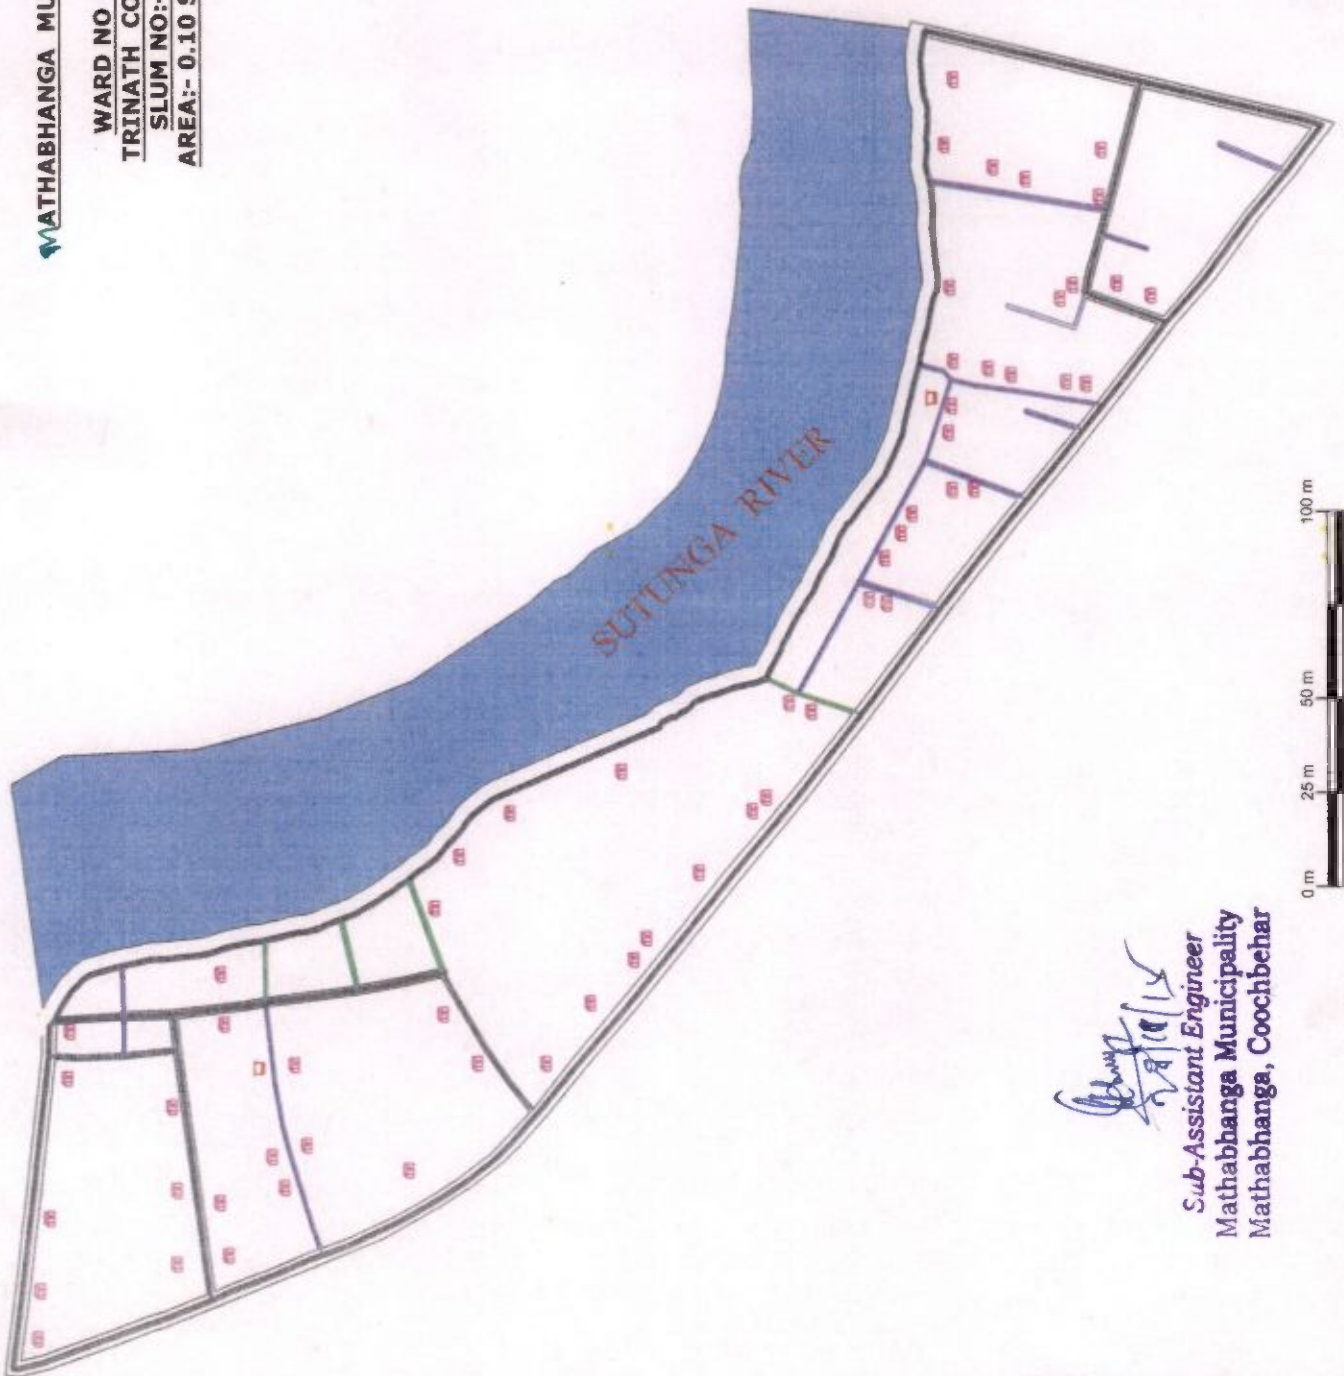 MATHABHANGA MU
WARD NO
TRINATH CO
SLUM NO:-
AREA:- 0.10 S
SUTUNGA RIVER
0 m 25 m 50 m 100 m
Sub-Assistant Engineer
Mathabhanga Municipality
Mathabhanga, Coochbehar